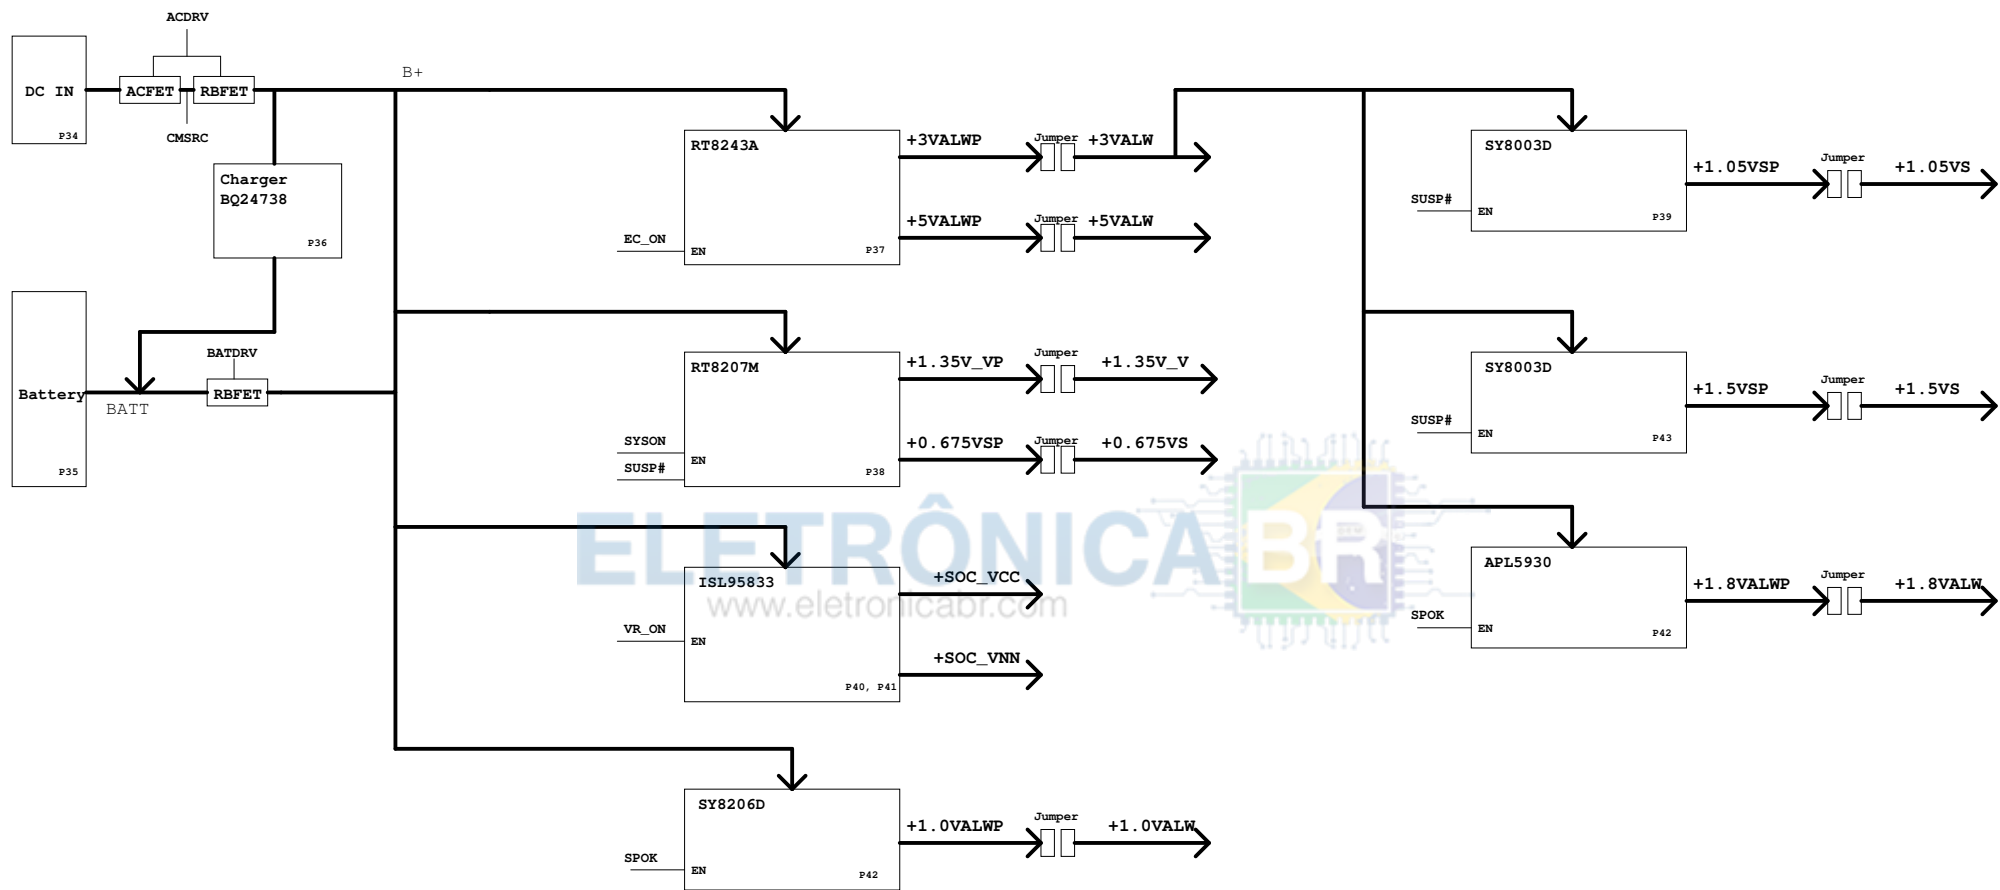 ACDRV
DC IN
ACFET
RBFET
P34
CMSRC
B+
Charger
BQ24738
P36
Battery
P35
BATT
BATDRV
RBFET
RT8243A
EC_ON
EN
P37
+3VALWP
Jumper
+3VALW
+5VALWP
Jumper
+5VALW
RT8207M
SYSON
EN
SUSP#
P38
+1.35V_VP
Jumper
+1.35V_V
+0.675VSP
Jumper
+0.675VS
ISL95833
VR_ON
EN
P40, P41
+SOC_VCC
+SOC_VNN
SY8206D
SPOK
EN
P42
+1.0VALWP
Jumper
+1.0VALW
SY8003D
SUSP#
EN
P39
+1.05VSP
Jumper
+1.05VS
SY8003D
SUSP#
EN
P43
+1.5VSP
Jumper
+1.5VS
APL5930
SPOK
EN
P42
+1.8VALWP
Jumper
+1.8VALW
ELETRÔNICA BR
www.eletronicabr.com